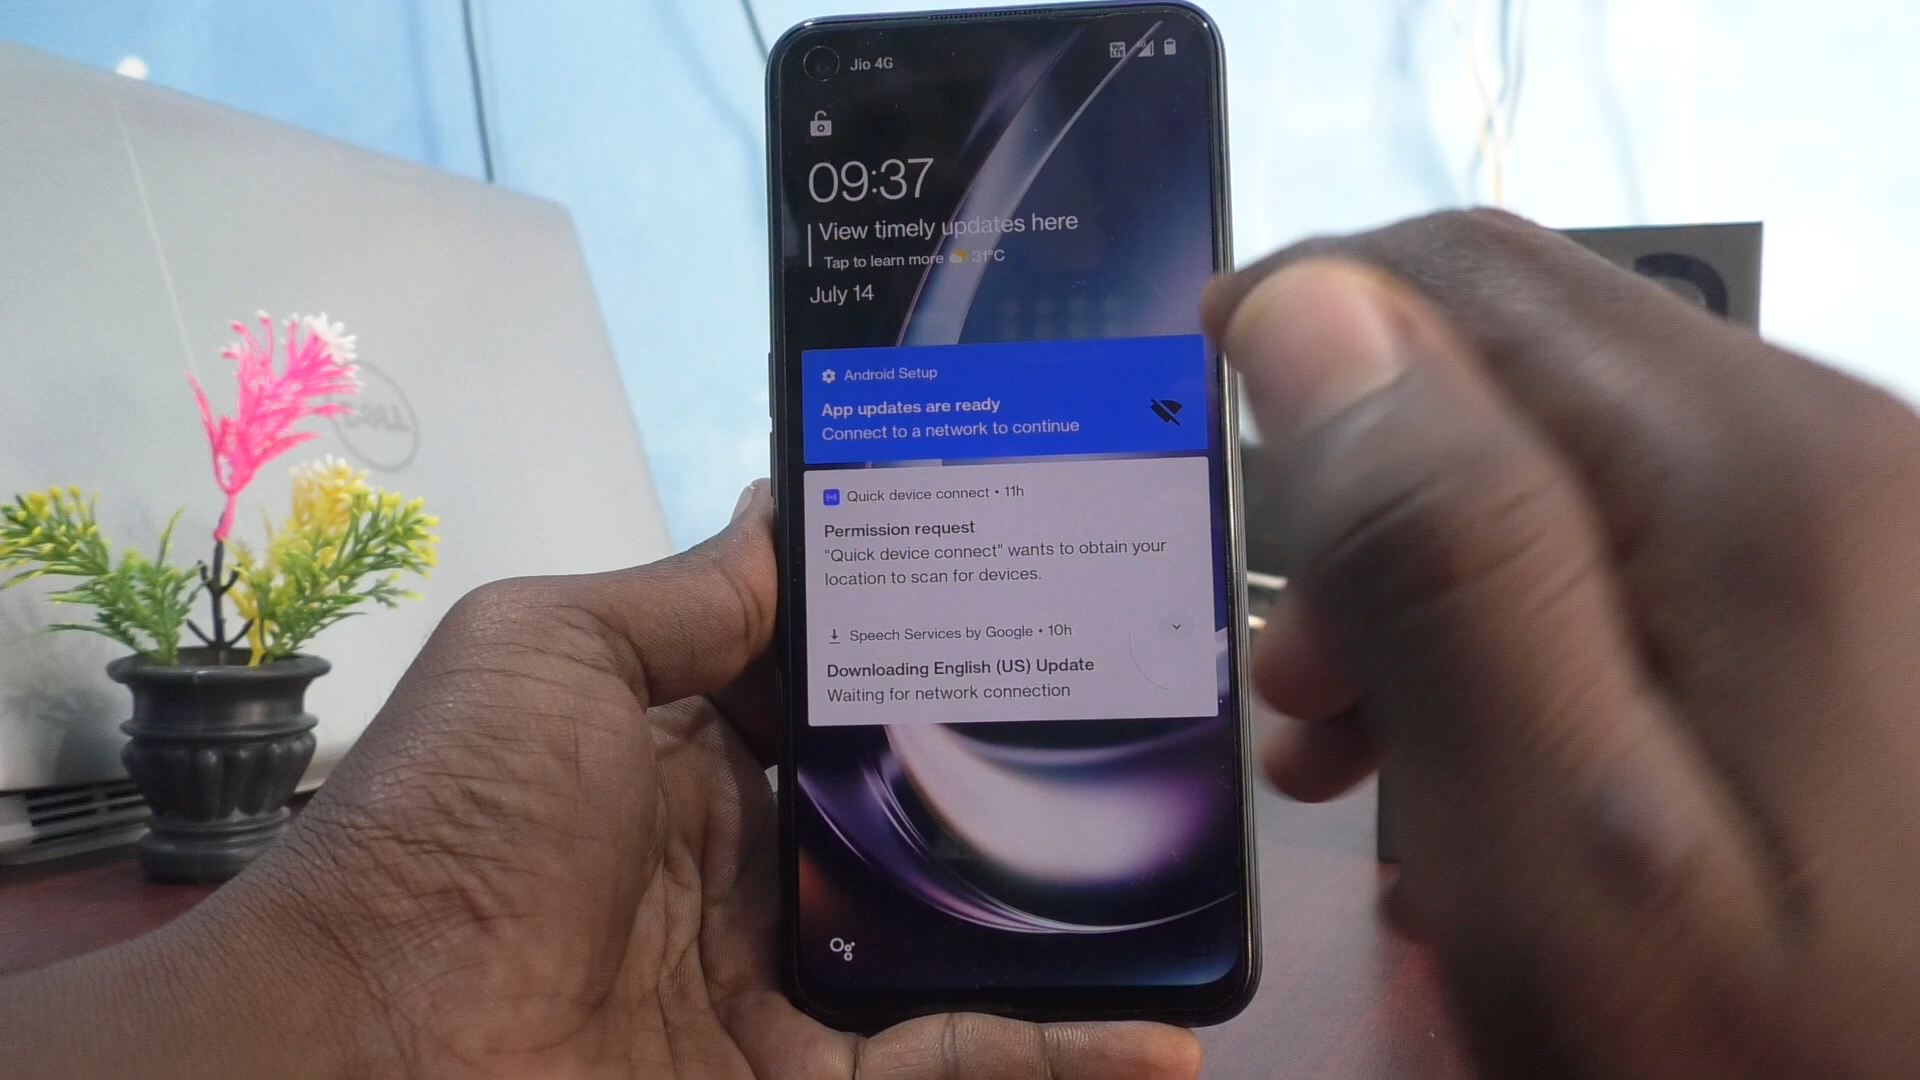 Jio 4G
09:37
View timely updates here
Tap to learn more 31°C
July 14
Android Setup
App updates are ready
Connect to a network to continue
Quick device connect • 11h
Permission request
"Quick device connect" wants to obtain your
location to scan for devices.
Speech Services by Google • 10h
Downloading English (US) Update
Waiting for network connection
DELL